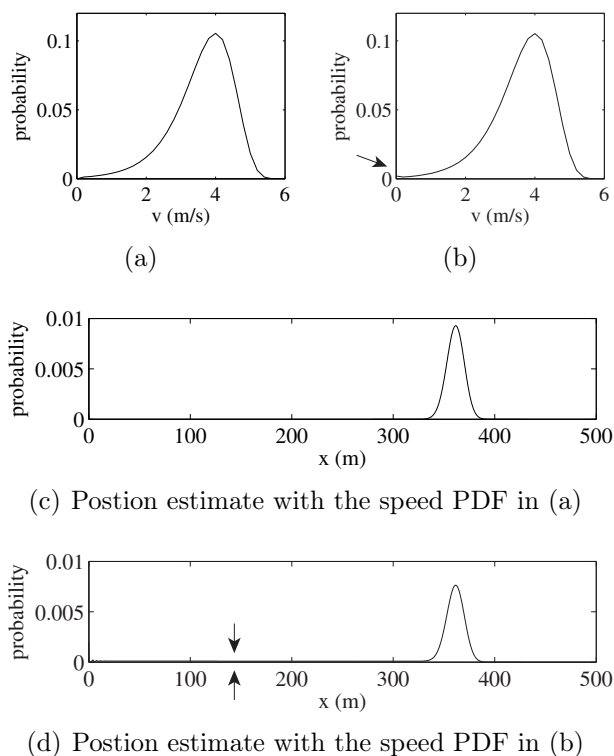 0.1
0.05
0
probability
0 2 4 6
v (m/s)
(a)
0.1
0.05
0
probability
0 2 4 6
v (m/s)
(b)
0.01
0.005
0
probability
0 100 200 300 400 500
x (m)
(c) Postion estimate with the speed PDF in (a)
0.01
0.005
0
probability
0 100 200 300 400 500
x (m)
(d) Postion estimate with the speed PDF in (b)